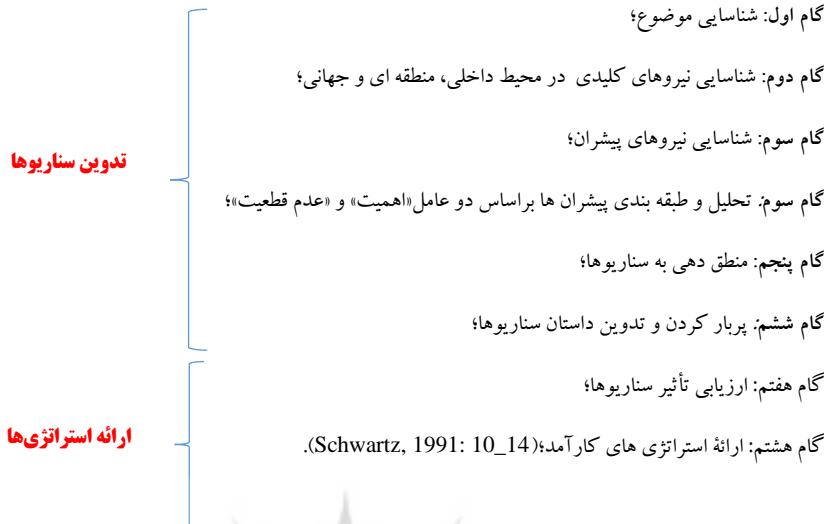 گام اول: شناسایی موضوع؛
گام دوم: شناسایی نیروهای کلیدی در محیط داخلی، منطقه ای و جهانی؛
گام سوم: شناسایی نیروهای پیشران؛
تدوین سناریوها
گام سوم: تحلیل و طبقه بندی پیشران ها براساس دو عامل«اهمیت» و «عدم قطعیت»؛
گام پنجم: منطق دهی به سناریوها؛
گام ششم: پربار کردن و تدوین داستان سناریوها؛
گام هفتم: ارزیابی تأثیر سناریوها؛
گام هشتم: ارائۀ استراتژی های کارآمد؛(Schwartz, 1991: 10_14).
ارائه استراتژی‌ها